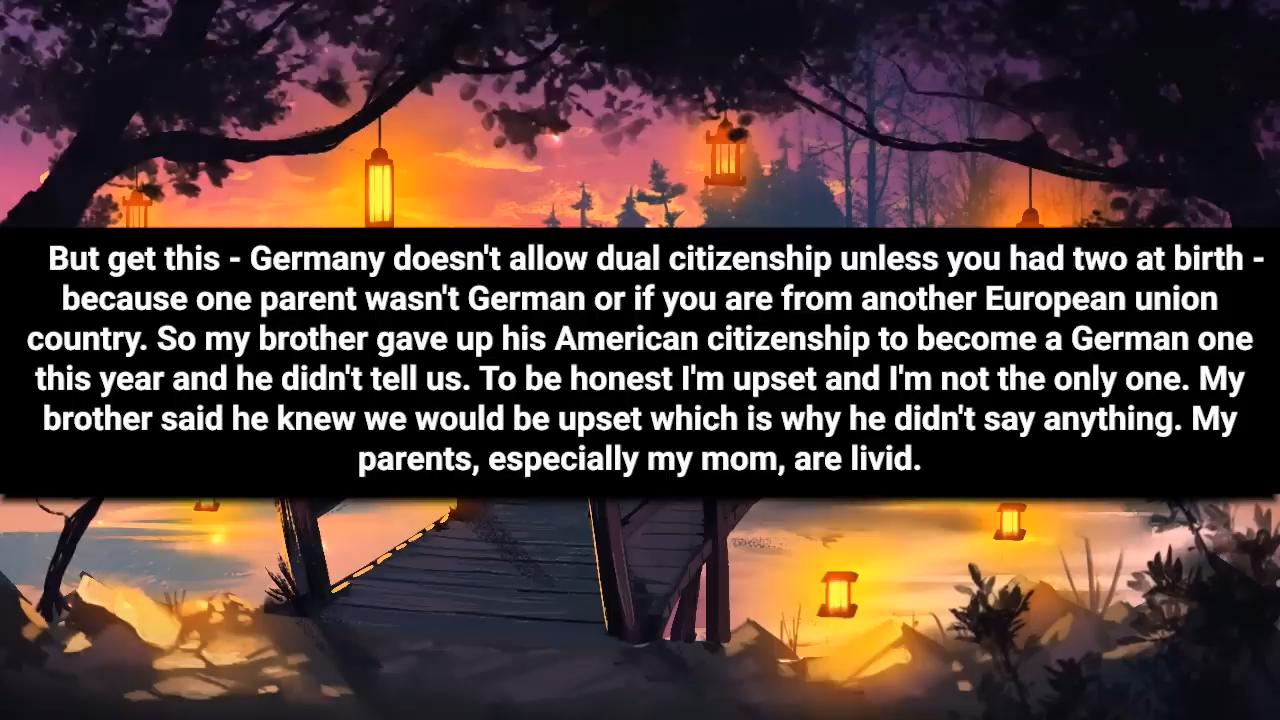 But get this - Germany doesn't allow dual citizenship unless you had two at birth -
because one parent wasn't German or if you are from another European union
country. So my brother gave up his American citizenship to become a German one
this year and he didn't tell us. To be honest I'm upset and I'm not the only one. My
brother said he knew we would be upset which is why he didn't say anything. My
parents, especially my mom, are livid.